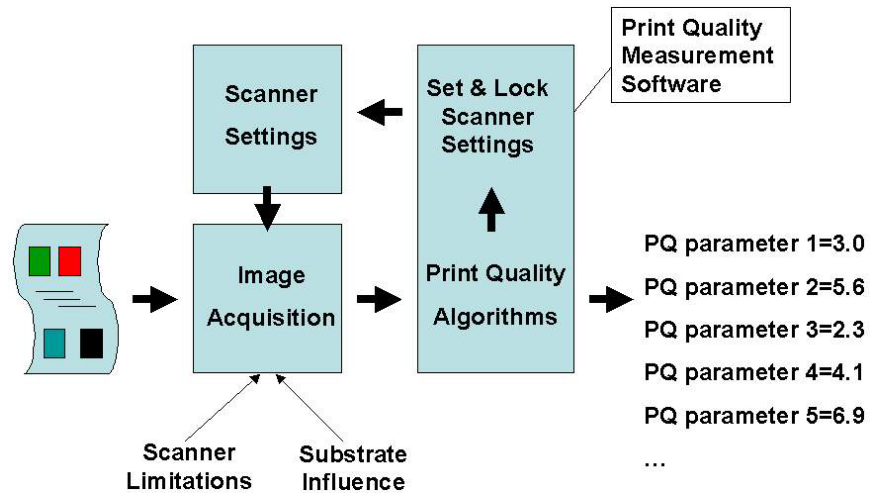 Print Quality
Measurement
Software
Scanner
Settings
Set & Lock
Scanner
Settings
Image
Acquisition
Print Quality
Algorithms
PQ parameter 1=3.0
PQ parameter 2=5.6
PQ parameter 3=2.3
PQ parameter 4=4.1
PQ parameter 5=6.9
...
Scanner
Limitations
Substrate
Influence